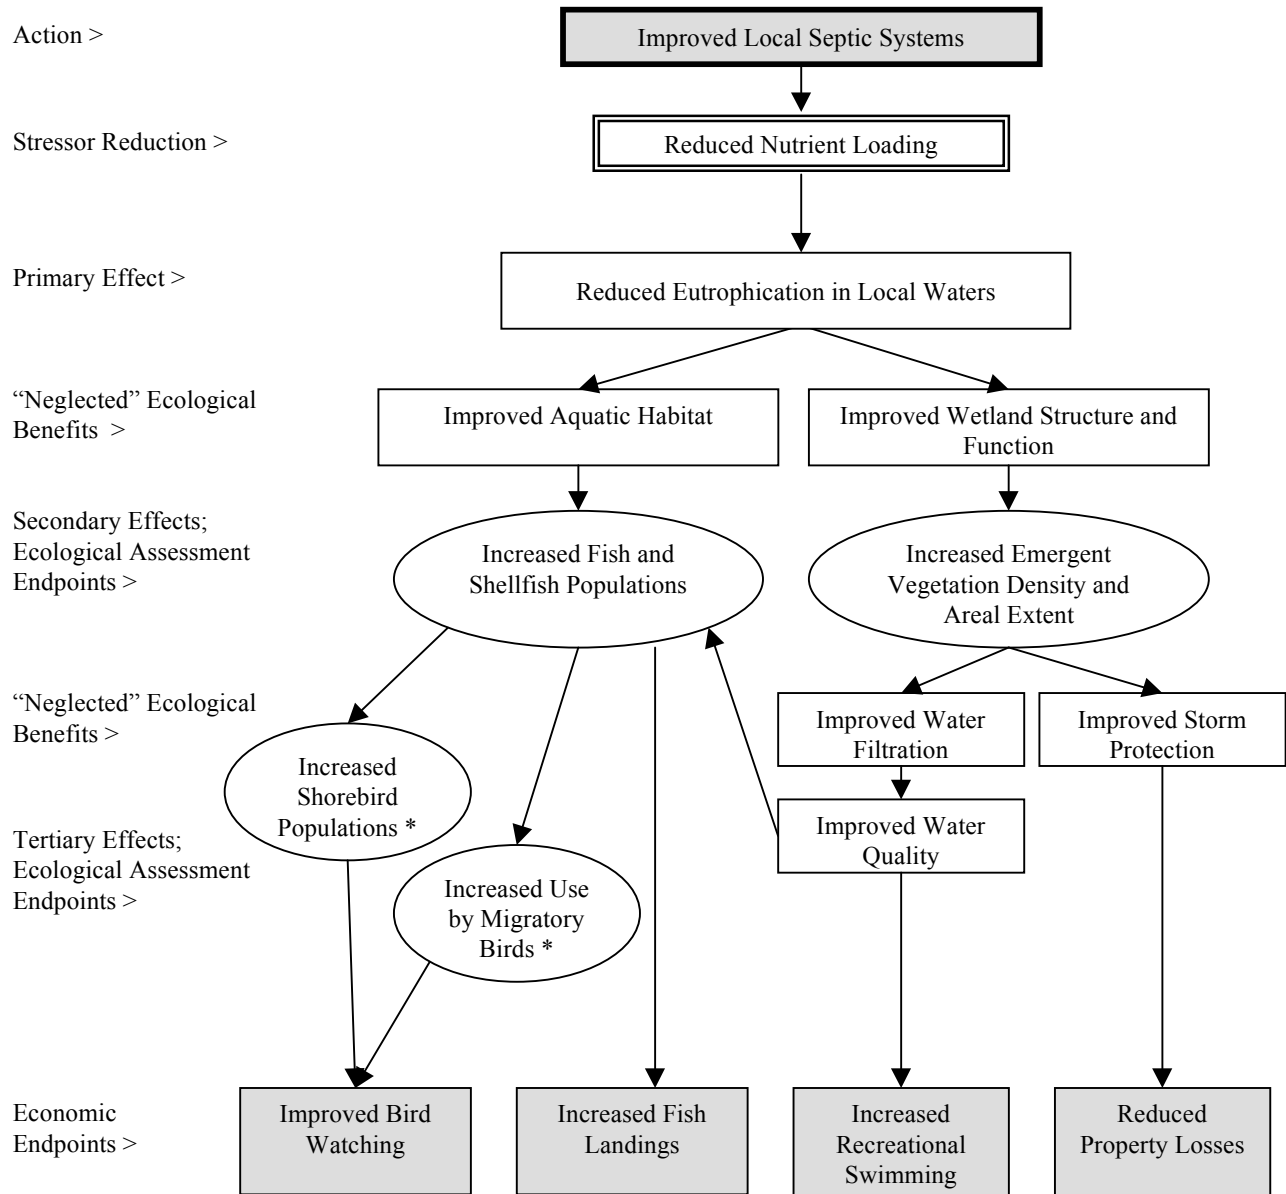 Action >
Improved Local Septic Systems
Stressor Reduction >
Reduced Nutrient Loading
Primary Effect >
Reduced Eutrophication in Local Waters
“Neglected” Ecological
Benefits >
Improved Aquatic Habitat
Improved Wetland Structure and
Function
Secondary Effects;
Ecological Assessment
Endpoints >
Increased Fish and
Shellfish Populations
Increased Emergent
Vegetation Density and
Areal Extent
“Neglected” Ecological
Benefits >
Improved Water
Filtration
Improved Storm
Protection
Increased
Shorebird
Populations *
Tertiary Effects;
Ecological Assessment
Endpoints >
Improved Water
Quality
Increased Use
by Migratory
Birds *
Economic
Endpoints >
Improved Bird
Watching
Increased Fish
Landings
Increased
Recreational
Swimming
Reduced
Property Losses